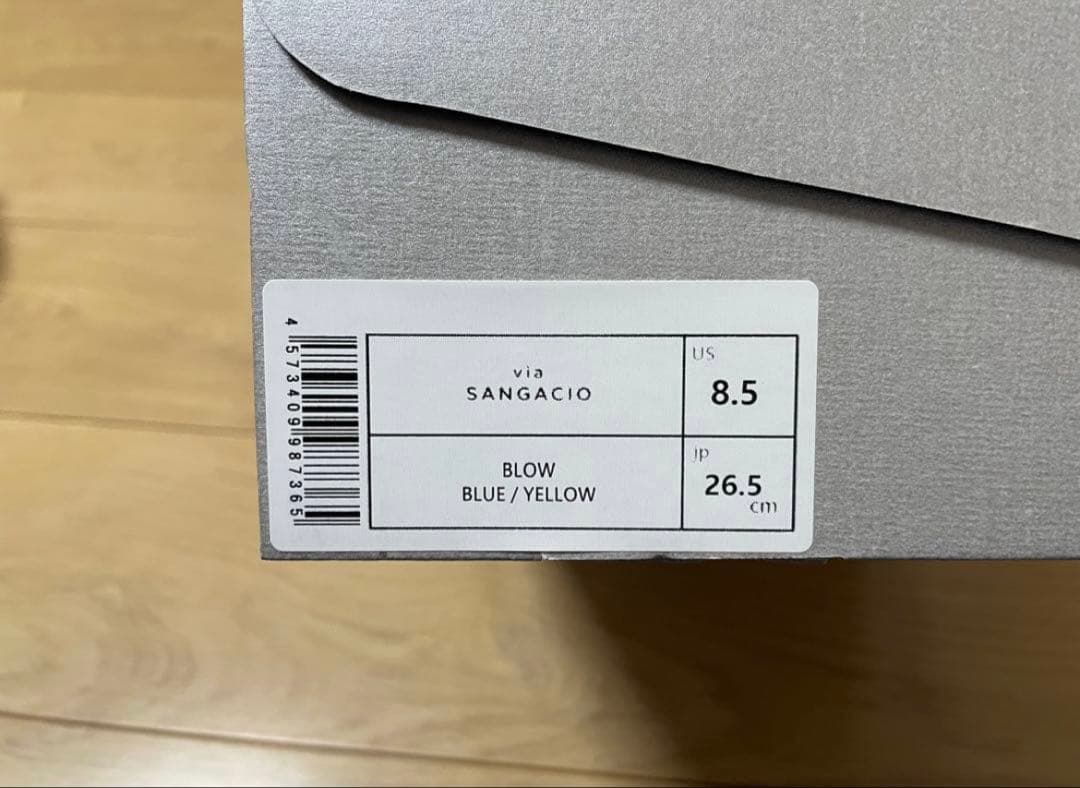 4 573409 987365
via
SANGACIO
US
8.5
BLOW
BLUE / YELLOW
JP
26.5
cm